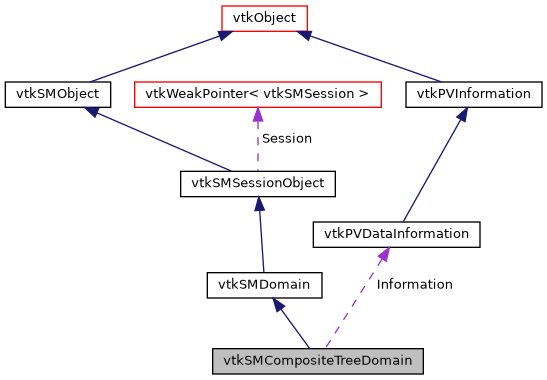 vtkObject
vtkSMObject
vtkWeakPointer< vtkSMSession >
vtkPVInformation
Session
vtkSMSessionObject
vtkPVDataInformation
vtkSMDomain
Information
vtkSMCompositeTreeDomain